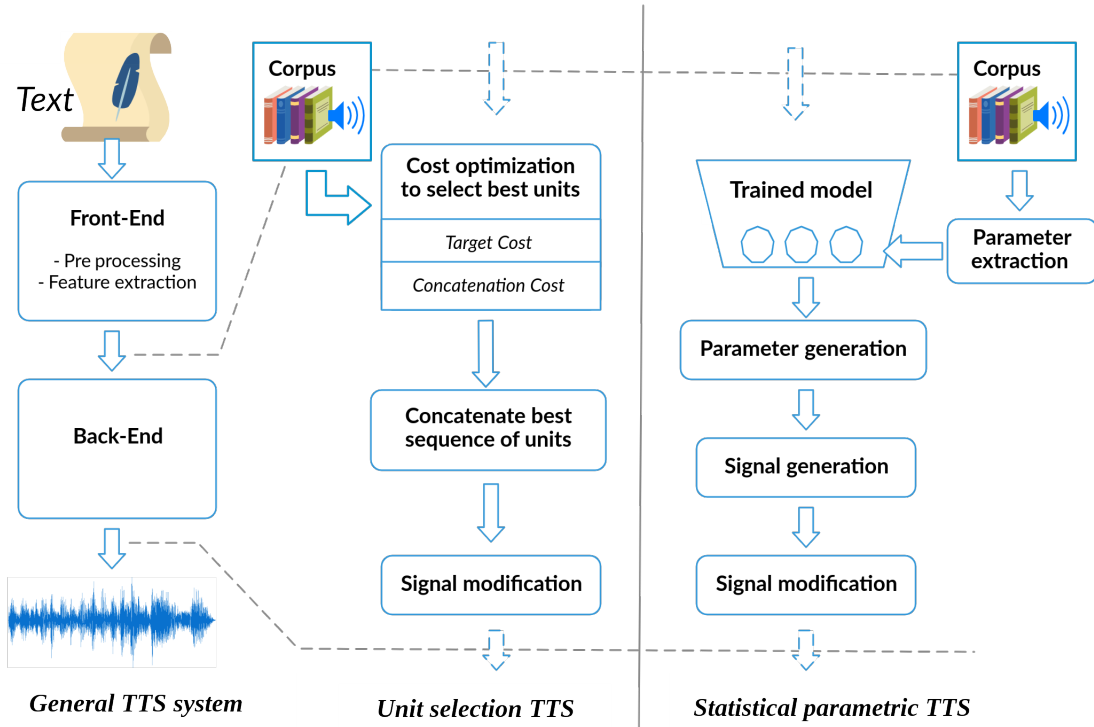 Text
Front-End
- Pre processing
- Feature extraction
Back-End
General TTS system
Corpus
Cost optimization
to select best units
Target Cost
Concatenation Cost
Concatenate best
sequence of units
Signal modification
Unit selection TTS
Corpus
Trained model
Parameter
extraction
Parameter generation
Signal generation
Signal modification
Statistical parametric TTS